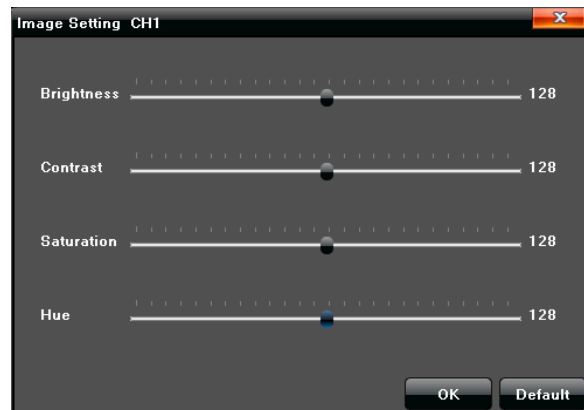 Image Setting CH1
Brightness 128
Contrast 128
Saturation 128
Hue 128
OK Default